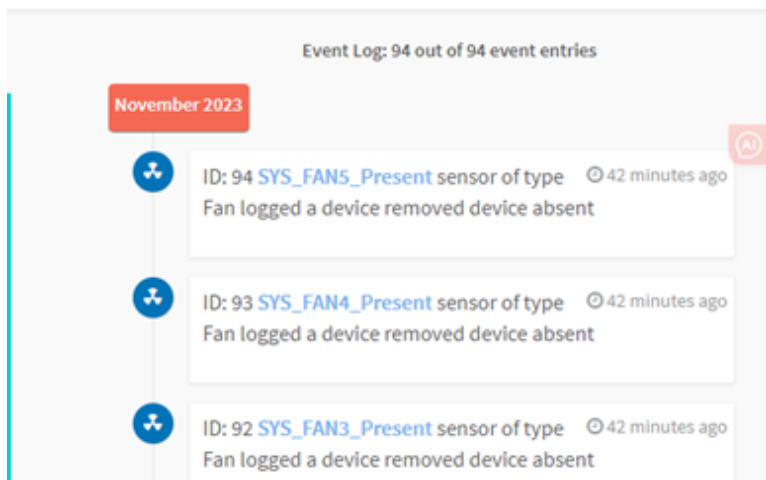 Event Log: 94 out of 94 event entries
November 2023
AI
ID: 94 SYS_FAN5_Present sensor of type 42 minutes ago
Fan logged a device removed device absent
ID: 93 SYS_FAN4_Present sensor of type 42 minutes ago
Fan logged a device removed device absent
ID: 92 SYS_FAN3_Present sensor of type 42 minutes ago
Fan logged a device removed device absent